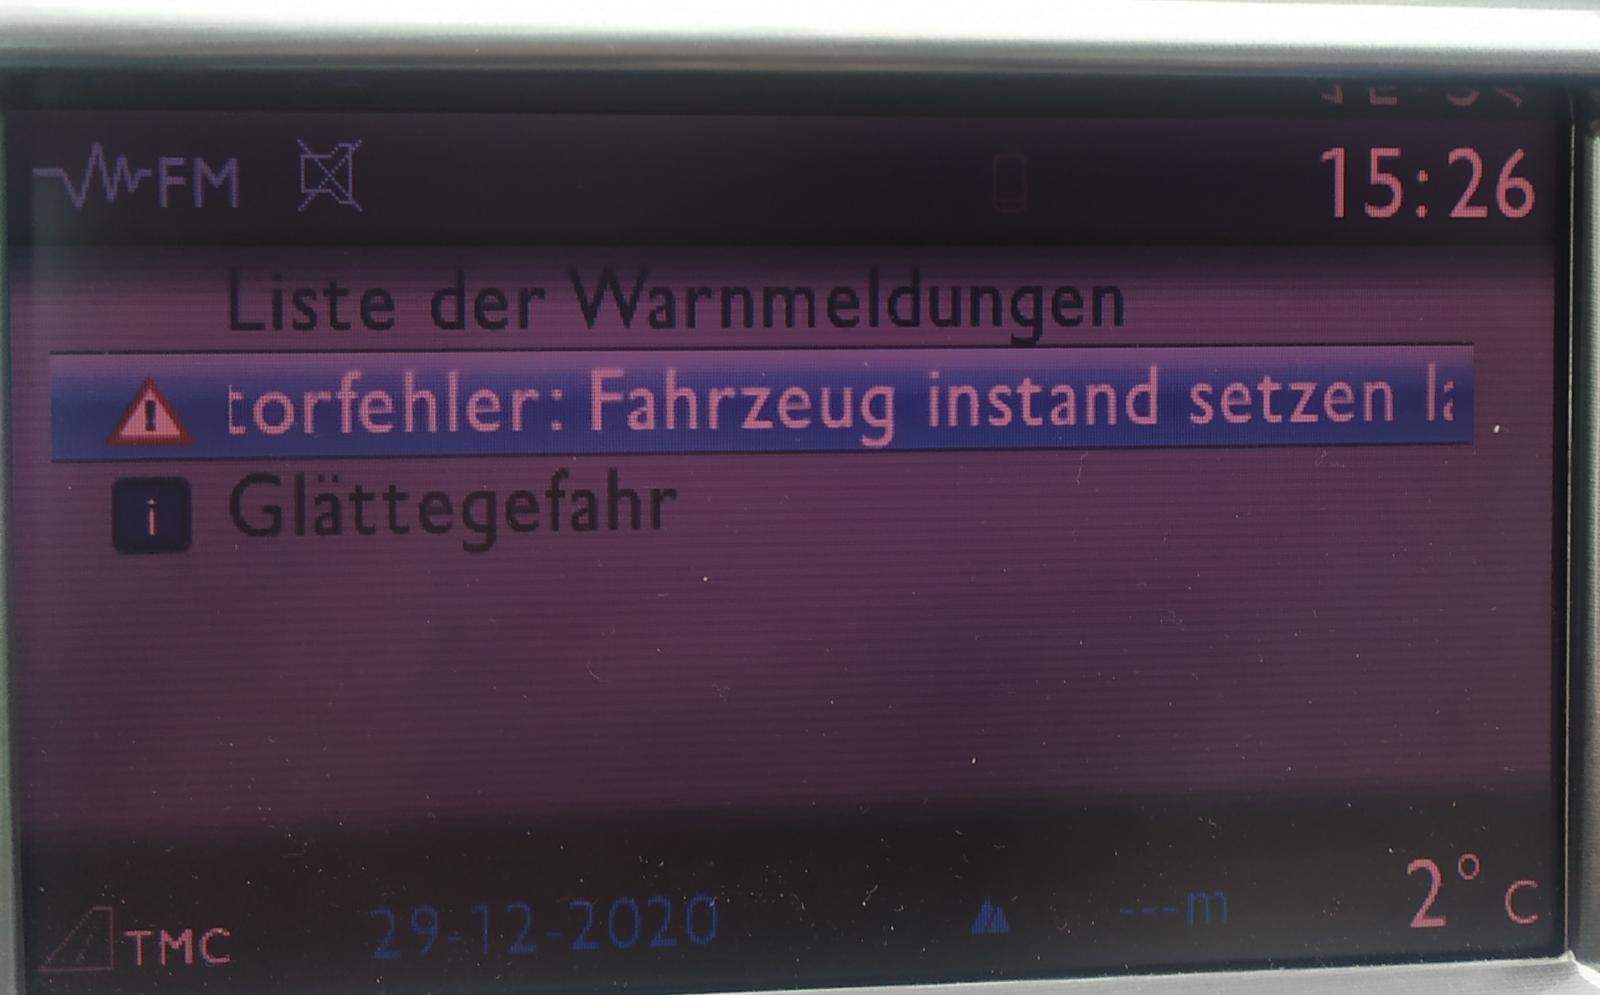 FM
15:26
Liste der Warnmeldungen
torfehler: Fahrzeug instand setzen la
i Glättegefahr
TMC 29-12-2020 ---m 2° C